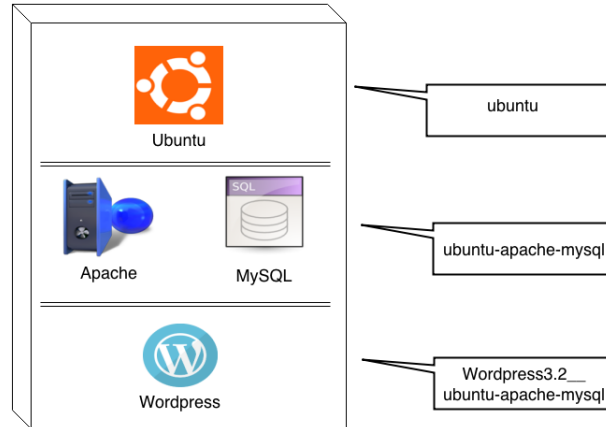 Ubuntu
ubuntu
SQL
Apache
MySQL
ubuntu-apache-mysql
Wordpress
Wordpress3.2__
ubuntu-apache-mysql